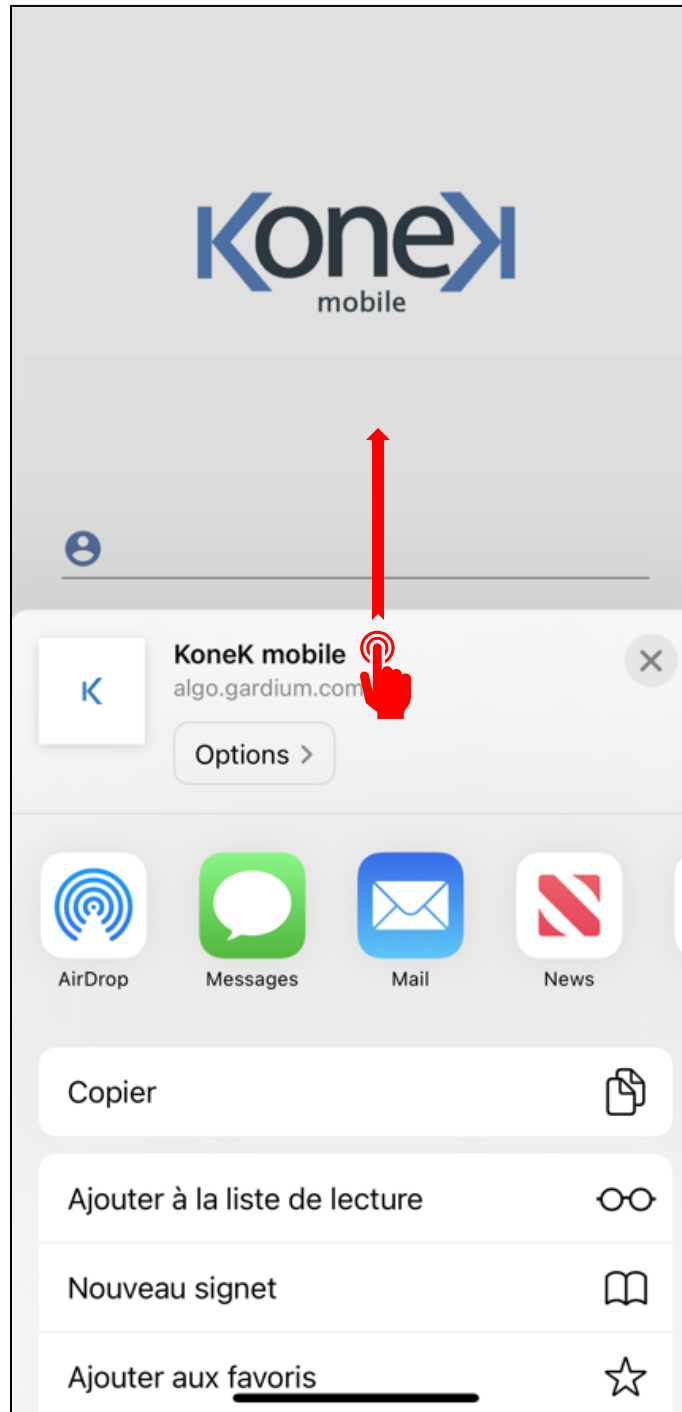 KoneK
mobile
KoneK mobile
algo.gardium.com
Options
AirDrop
Messages
Mail
News
Copier
Ajouter à la liste de lecture
Nouveau signet
Ajouter aux favoris